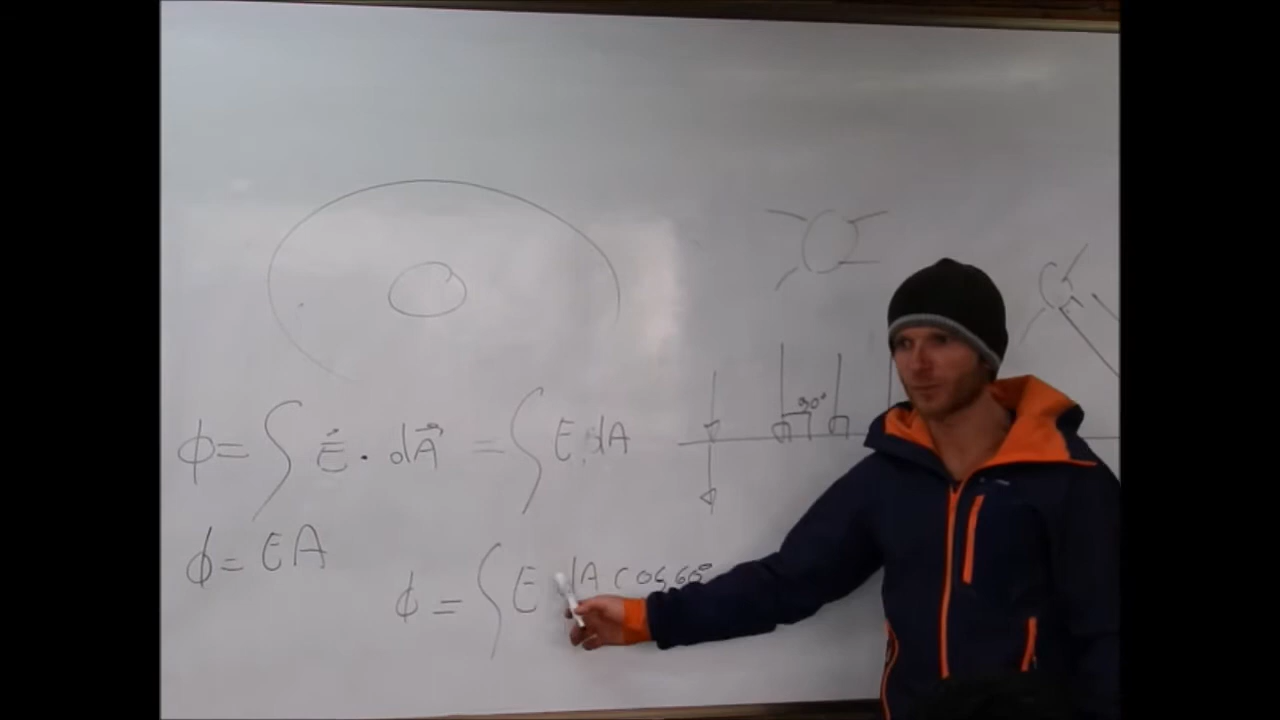 90°
ϕ = ∫ E⃗ · dA⃗ = ∫ E dA
ϕ = EA
ϕ = ∫ E dA cos 60°